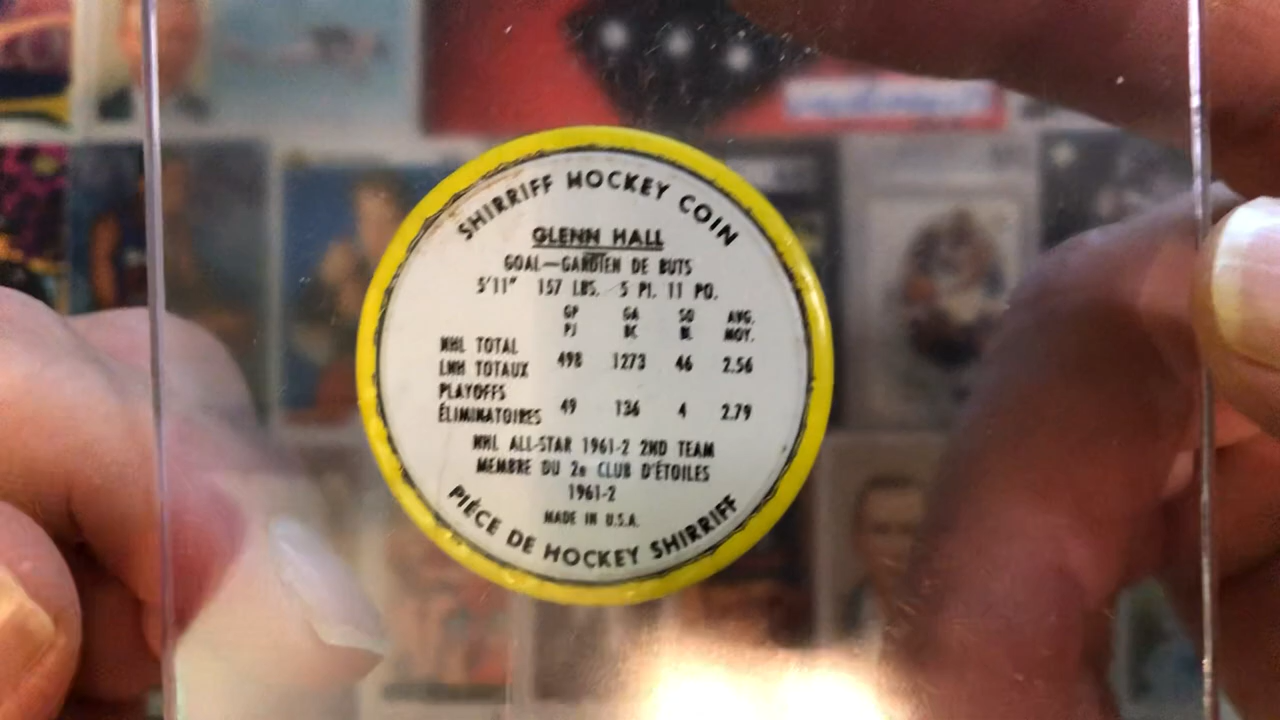 SHIRRIFF HOCKEY COIN
GLENN HALL
GOAL—GARDIEN DE BUTS
5'11" 157 LBS. 5 PI. 11 PO.
GP GA SO AVG.
PJ BC BL MOY.
NHL TOTAL
LNH TOTAUX 498 1273 46 2.56
PLAYOFFS
ÉLIMINATOIRES 49 136 4 2.79
NHL ALL-STAR 1961-2 2ND TEAM
MEMBRE DU 2e CLUB D'ÉTOILES
1961-2
MADE IN U.S.A.
PIÉCE DE HOCKEY SHIRRIFF